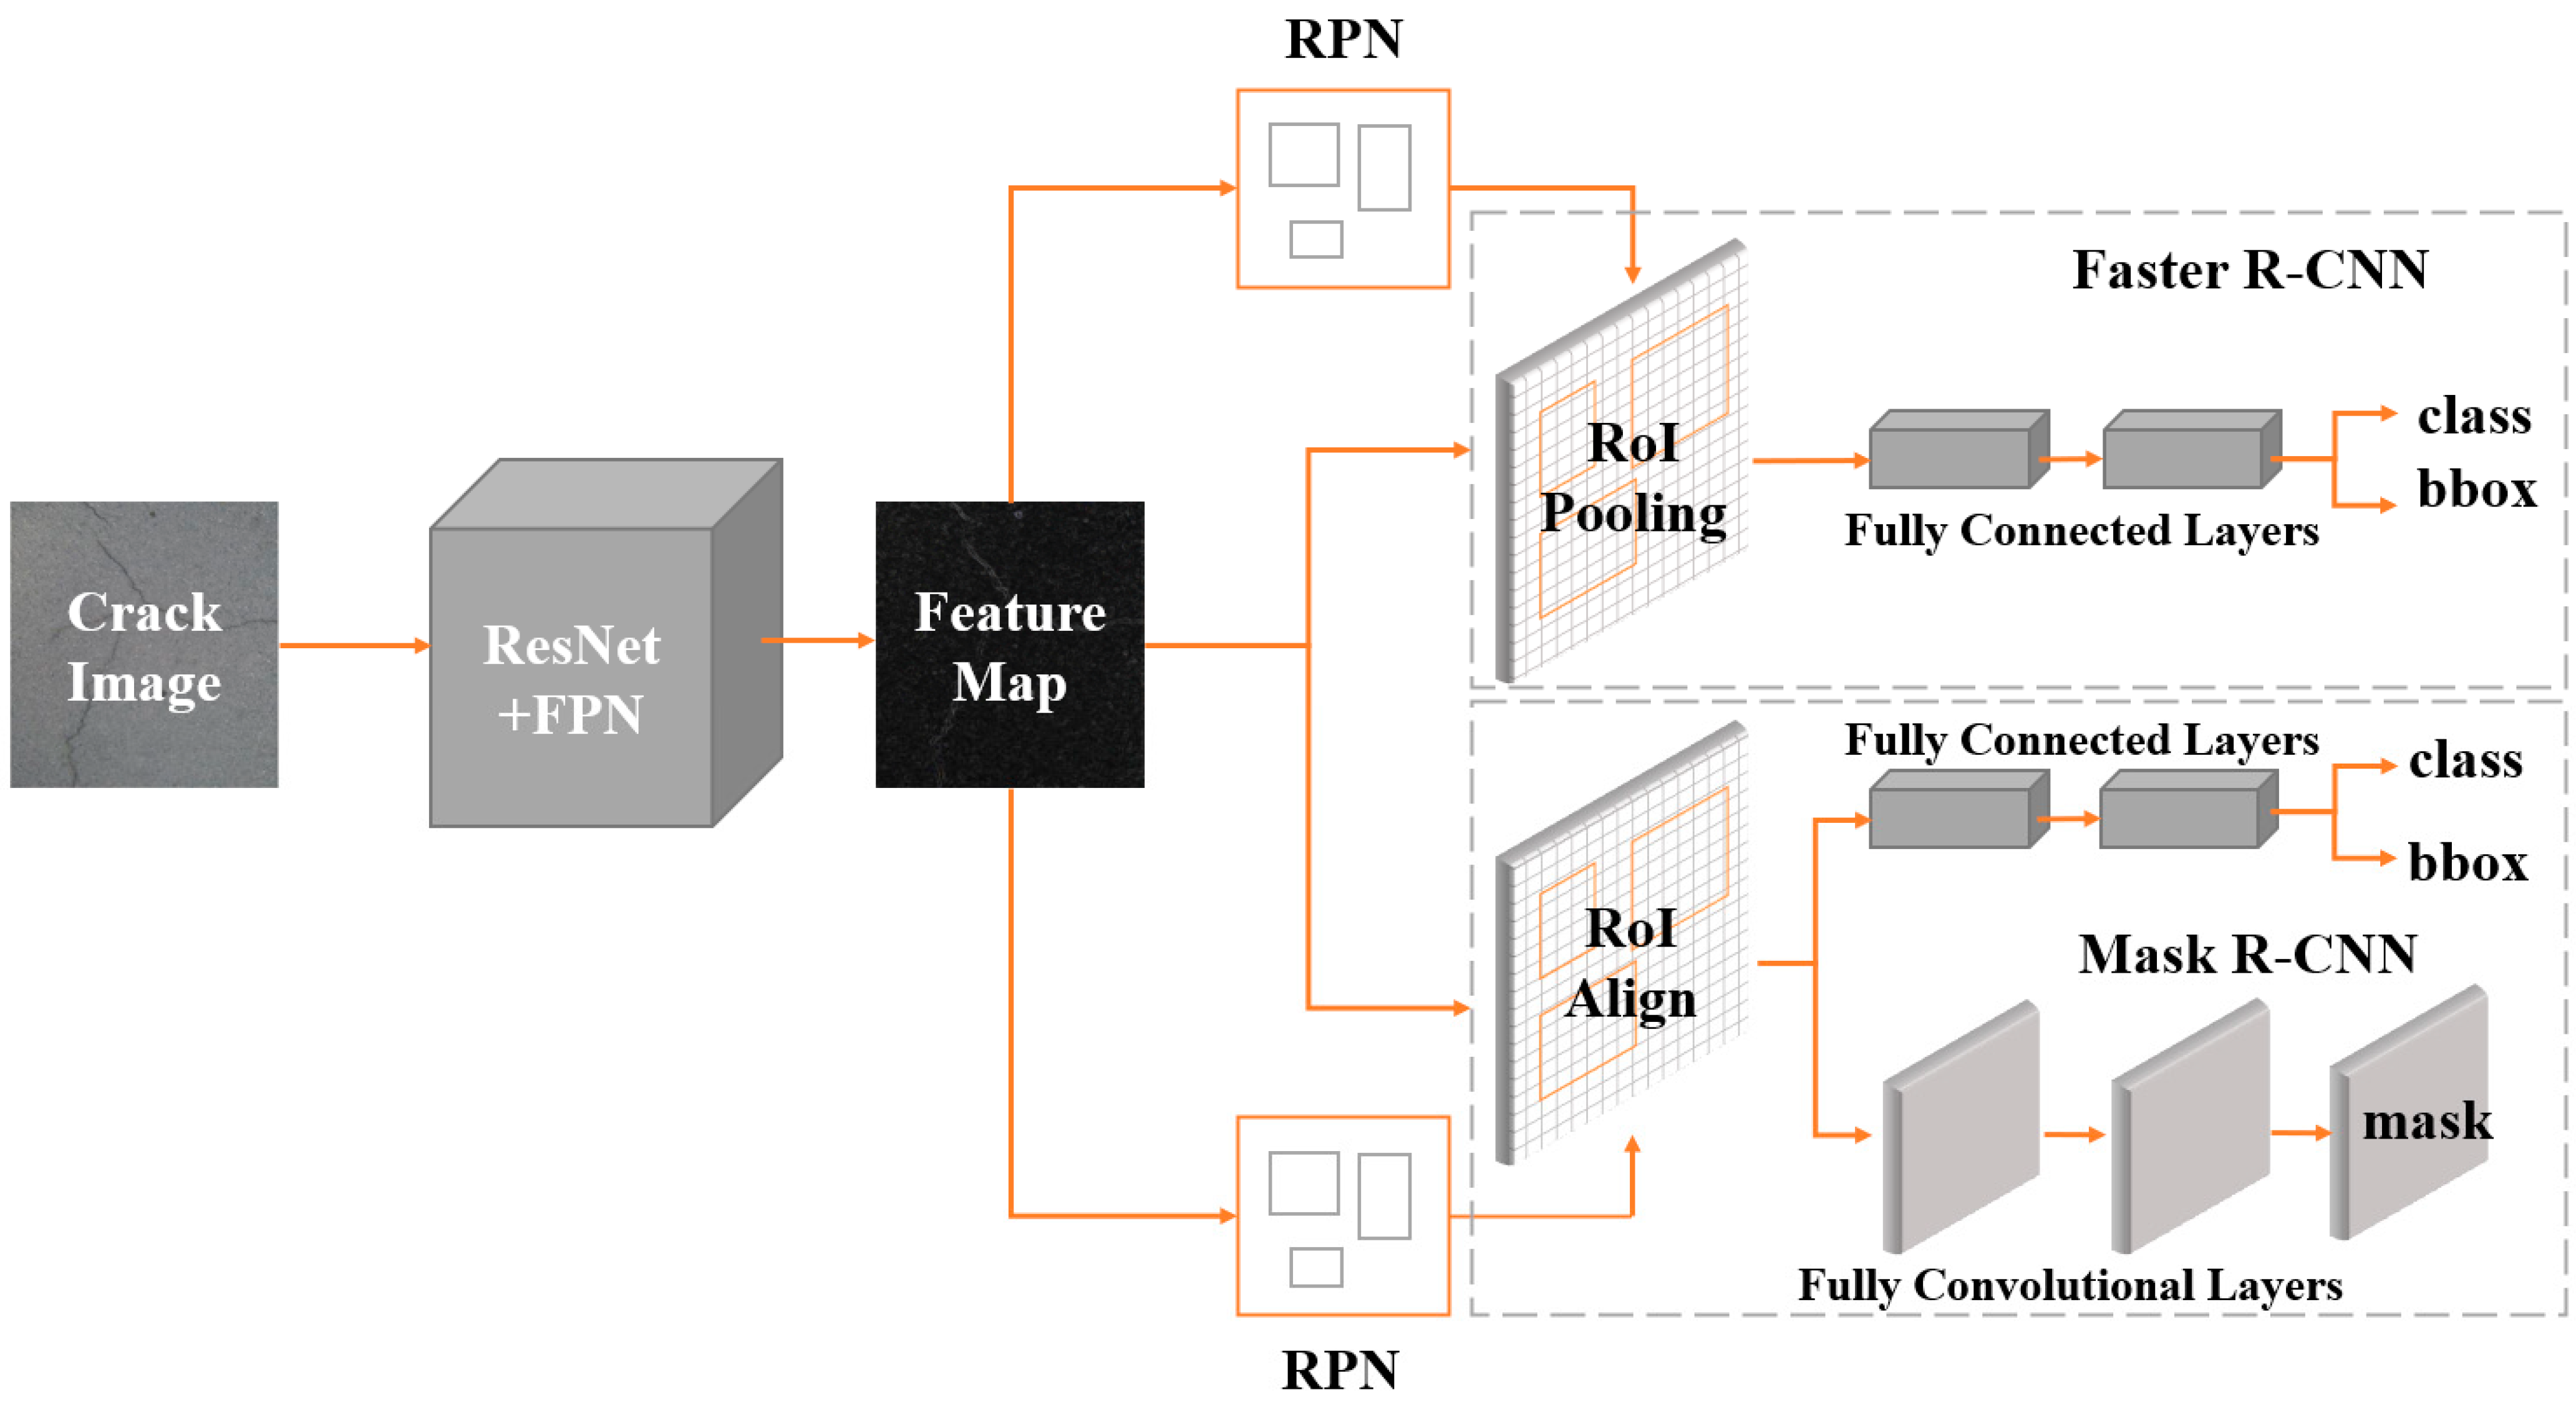 RPN
Faster R-CNN
RoI
Pooling
class
bbox
Fully Connected Layers
Crack
Image
ResNet
+FPN
Feature
Map
Fully Connected Layers
class
bbox
RoI
Align
Mask R-CNN
mask
Fully Convolutional Layers
RPN